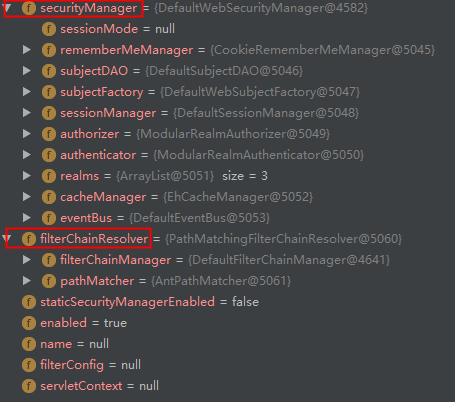 securityManager = {DefaultWebSecurityManager@4582}
sessionMode = null
rememberMeManager = {CookieRememberMeManager@5045}
subjectDAO = {DefaultSubjectDAO@5046}
subjectFactory = {DefaultWebSubjectFactory@5047}
sessionManager = {DefaultSessionManager@5048}
authorizer = {ModularRealmAuthorizer@5049}
authenticator = {ModularRealmAuthenticator@5050}
realms = {ArrayList@5051} size = 3
cacheManager = {EhCacheManager@5052}
eventBus = {DefaultEventBus@5053}
filterChainResolver = {PathMatchingFilterChainResolver@5060}
filterChainManager = {DefaultFilterChainManager@4641}
pathMatcher = {AntPathMatcher@5061}
staticSecurityManagerEnabled = false
enabled = true
name = null
filterConfig = null
servletContext = null